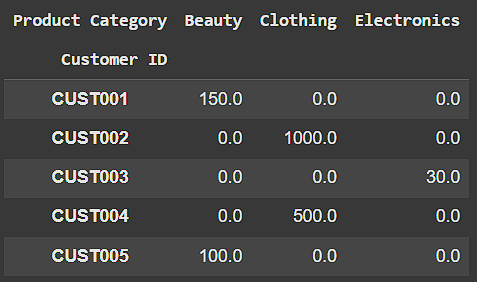 Product Category Beauty Clothing Electronics
Customer ID
CUST001 150.0 0.0 0.0
CUST002 0.0 1000.0 0.0
CUST003 0.0 0.0 30.0
CUST004 0.0 500.0 0.0
CUST005 100.0 0.0 0.0